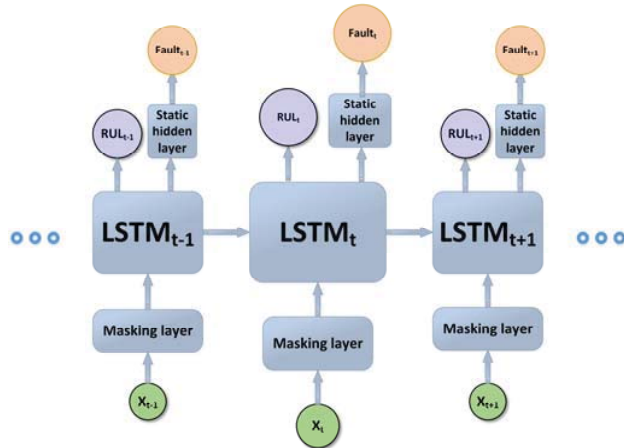 Fault t-1
Fault t
Fault t+1
RUL t-1
Static hidden layer
RUL t
Static hidden layer
RUL t+1
Static hidden layer
LSTM t-1
LSTM t
LSTM t+1
Masking layer
Masking layer
Masking layer
X t-1
X t
X t+1